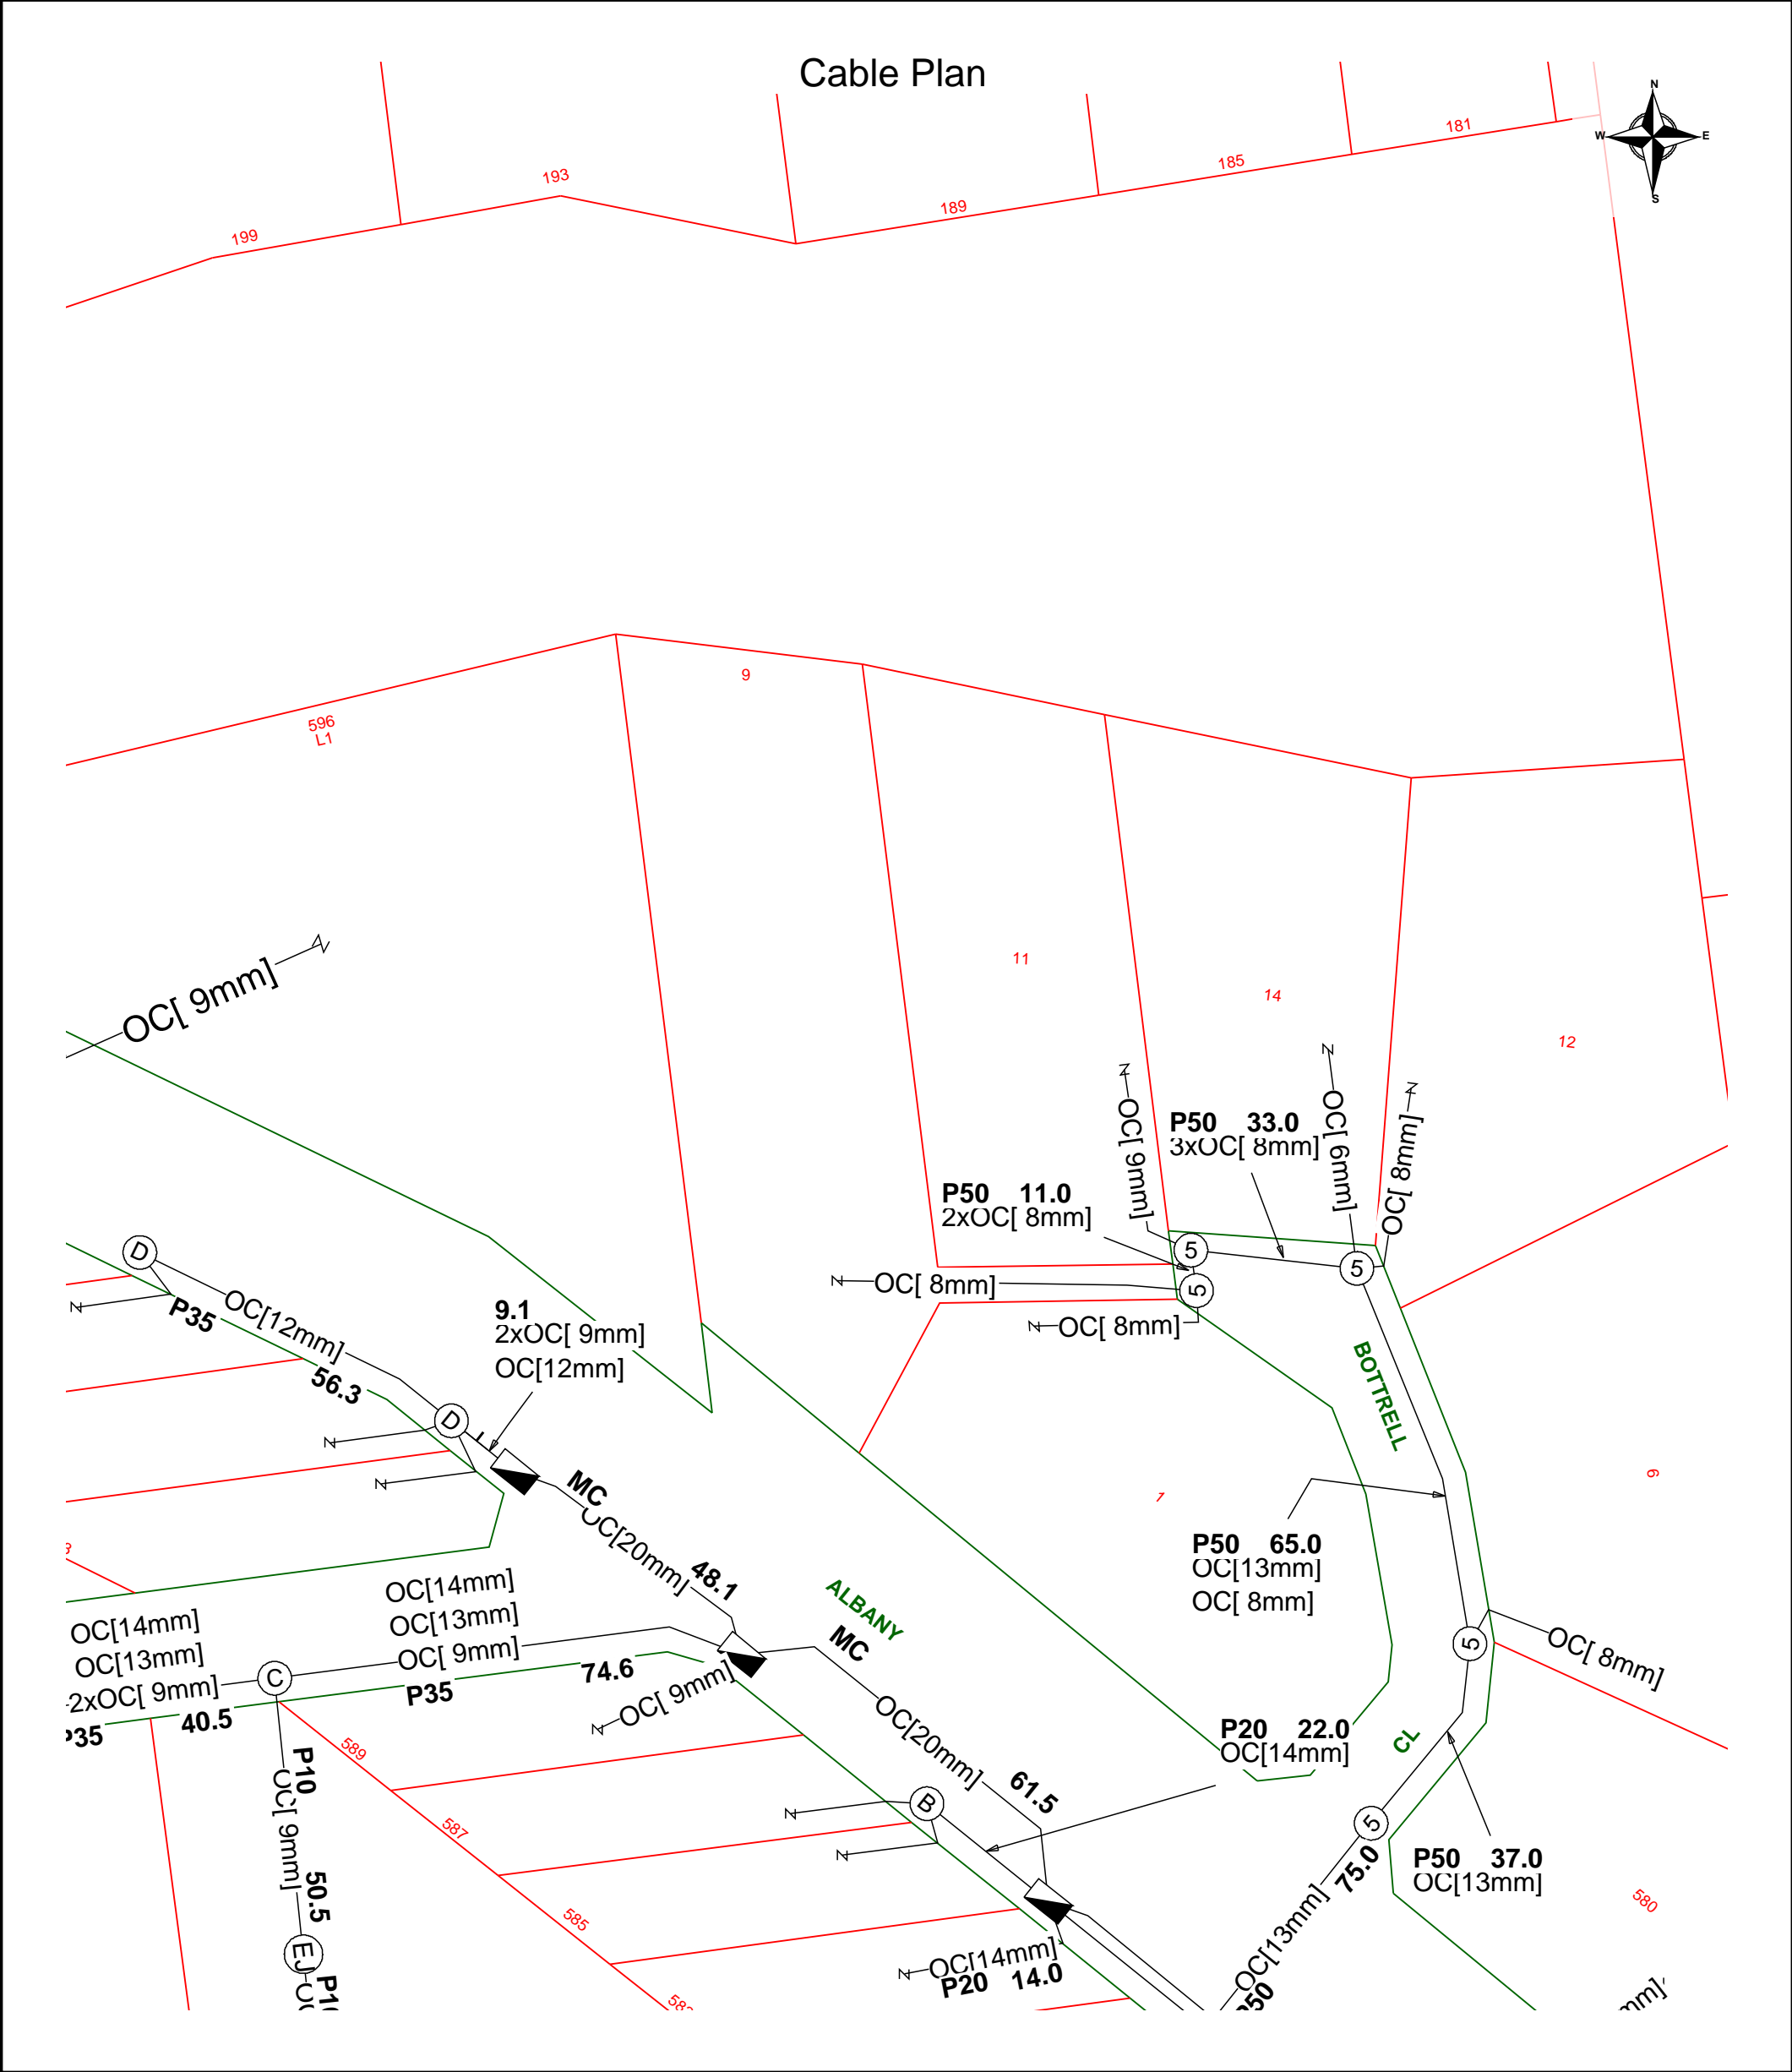 Cable Plan
N
W
E
S
181
185
193
189
199
9
596
L1
11
OC[ 9mm]
14
12
OC[ 9mm]
P50 33.0
3xOC[ 8mm]
OC[ 6mm]
OC[ 8mm]
P50 11.0
2xOC[ 8mm]
5
5
5
OC[ 8mm]
OC[ 8mm]
D
P35
OC[12mm]
56.3
9.1
2xOC[ 9mm]
OC[12mm]
D
BOTTRELL
MC
OC[20mm]
48.1
1
6
P50 65.0
OC[13mm]
OC[ 8mm]
ALBANY
MC
OC[14mm]
OC[13mm]
OC[ 9mm]
OC[14mm]
OC[13mm]
2xOC[ 9mm]
C
P35
74.6
P35
40.5
OC[ 9mm]
5
OC[ 8mm]
589
P10
OC[ 9mm]
50.5
OC[20mm]
61.5
P20 22.0
OC[14mm]
CL
587
B
5
75.0
P50 37.0
OC[13mm]
585
580
EJ
OC[14mm]
P20 14.0
OC[13mm]
P50
mm]